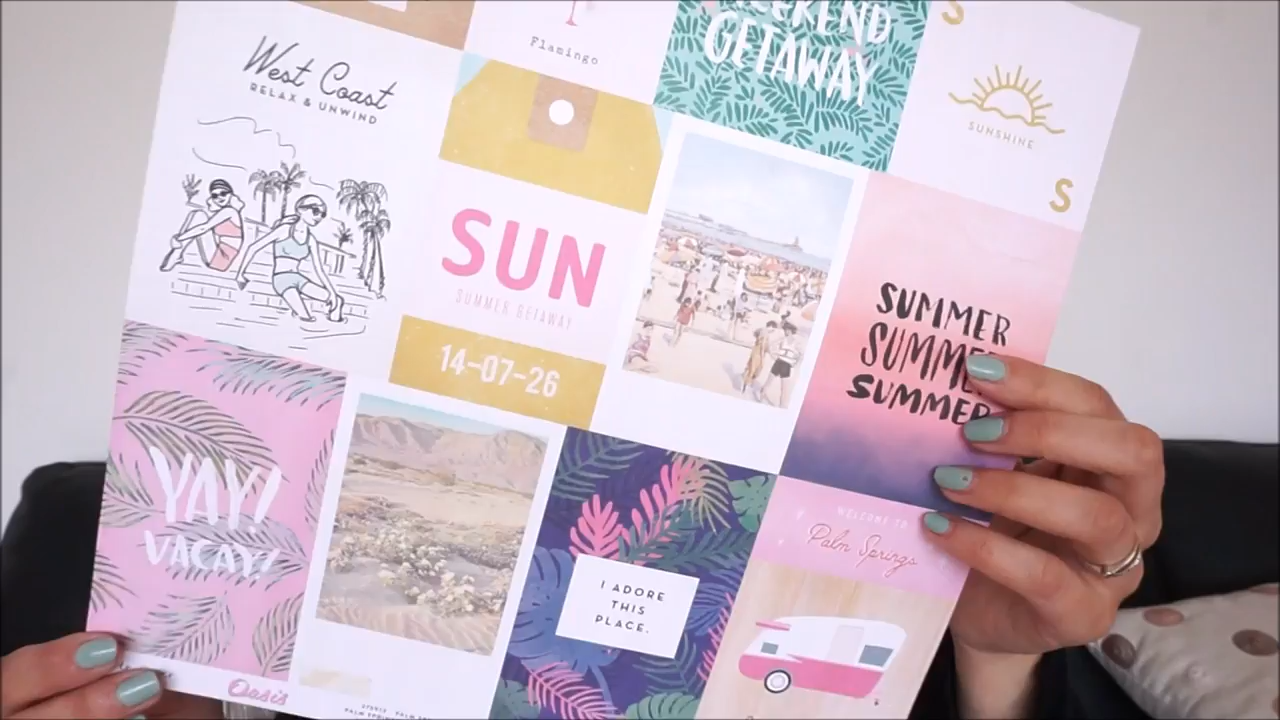 Flamingo
WEEKEND
GETAWAY
S
SUNSHINE
S
West Coast
RELAX & UNWIND
SUN
SUMMER GETAWAY
14-07-26
SUMMER
SUMMER
SUMMER
YAY!
VACAY!
Oasis
I ADORE
THIS
PLACE.
WELCOME TO
Palm Springs